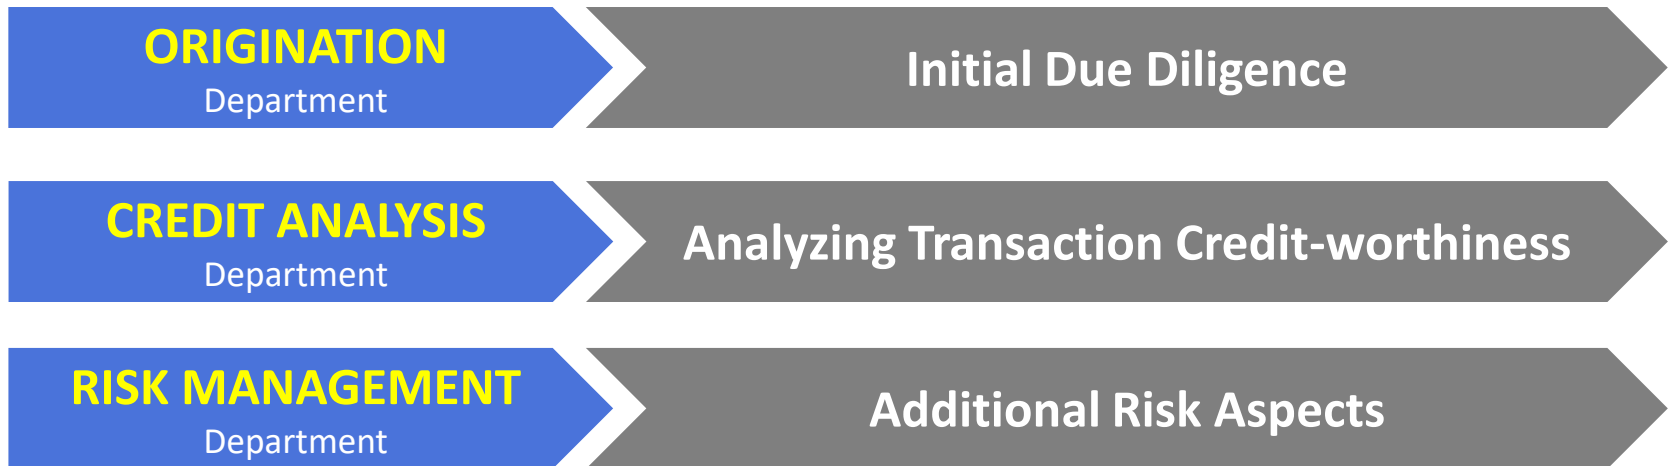 ORIGINATION
Department
Initial Due Diligence
CREDIT ANALYSIS
Department
Analyzing Transaction Credit-worthiness
RISK MANAGEMENT
Department
Additional Risk Aspects